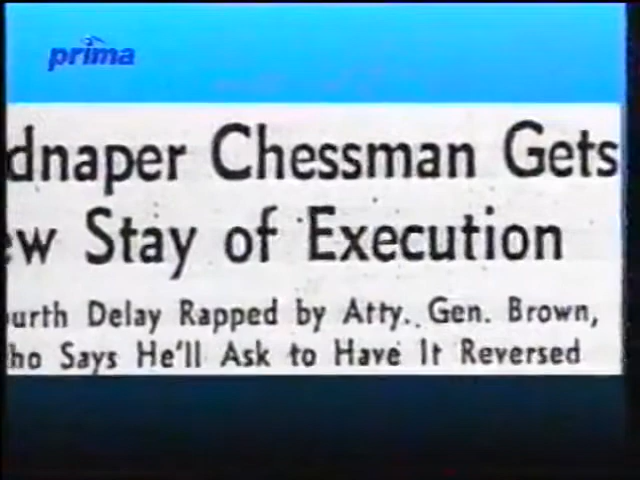 prima
dnaper Chessman Gets
ew Stay of Execution
urth Delay Rapped by Atty. Gen. Brown,
ho Says He'll Ask to Have It Reversed